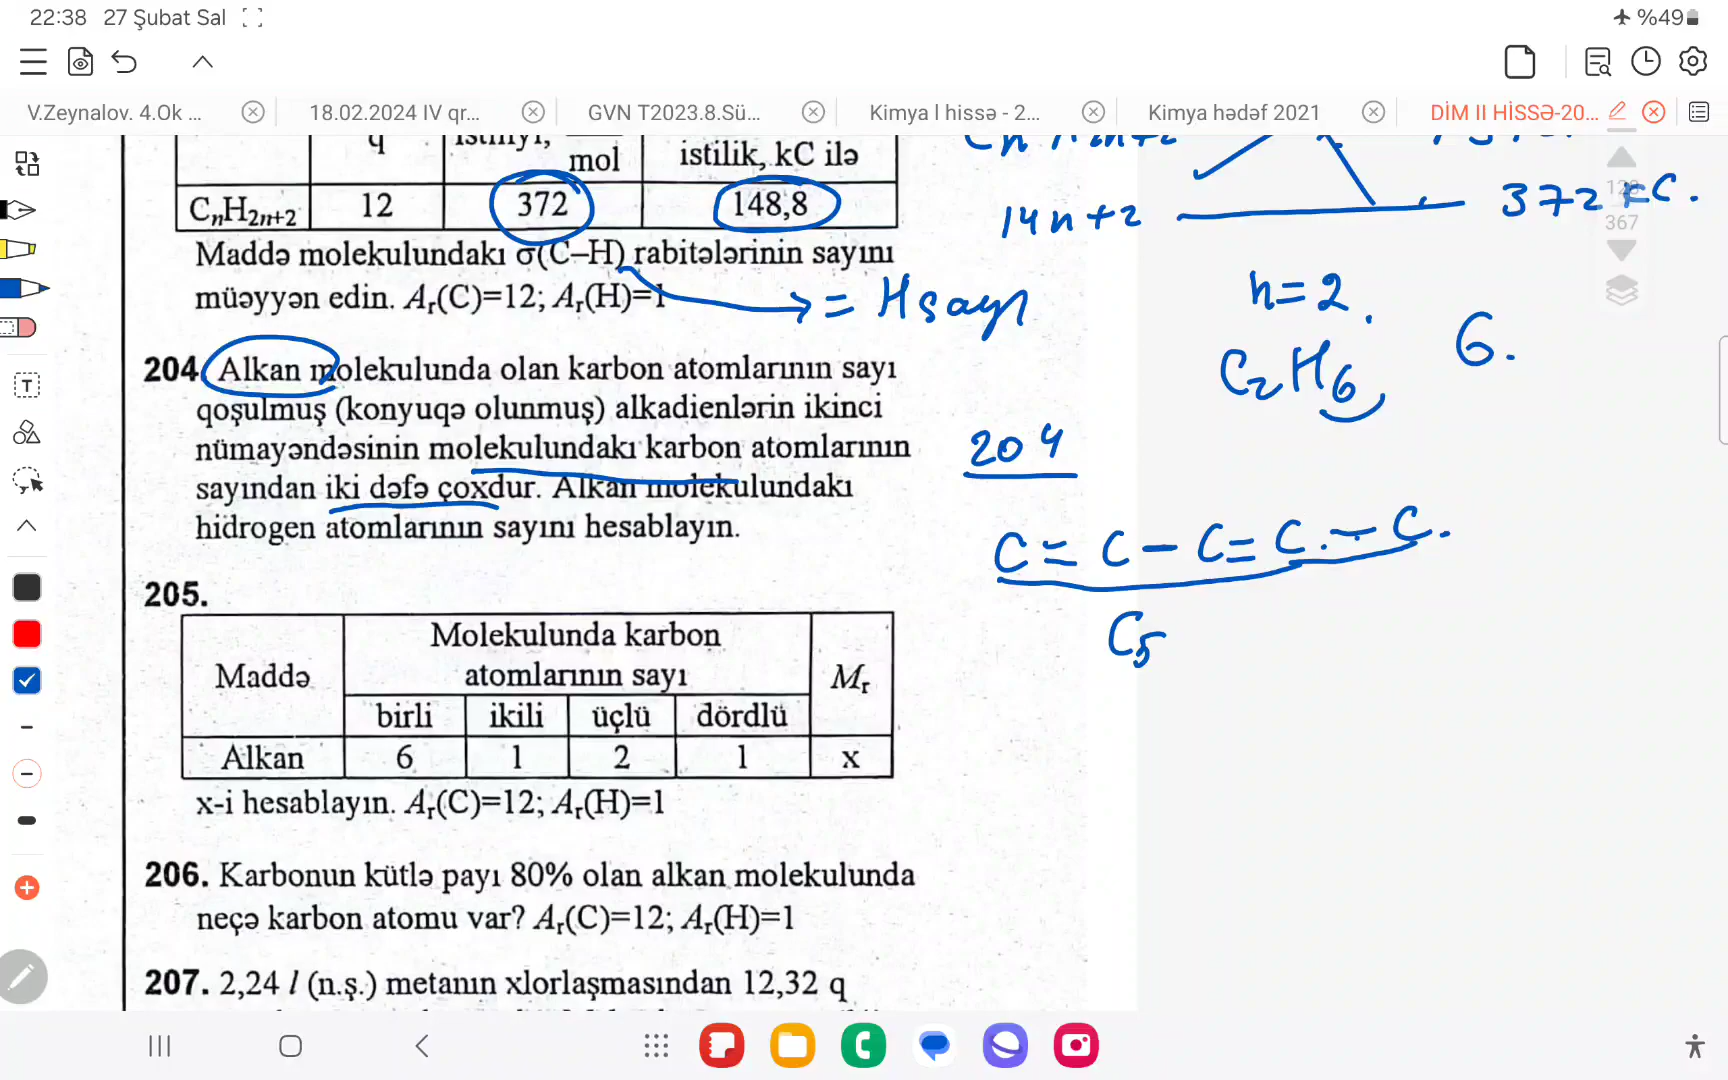 22:38 27 Şubat Sal
%49
V.Zeynalov. 4.Ok ...
18.02.2024 IV qr...
GVN T2023.8.Sü...
Kimya I hissə - 2...
Kimya hədəf 2021
DİM II HİSSƏ-20...
q
mol
istilik, kC ilə
CₙH₂ₙ₊₂ 12 372 148,8
14n+2 372 kC.
367
Maddə molekulundakı σ(C–H) rabitələrinin sayını
müəyyən edin. Aᵣ(C)=12; Aᵣ(H)=1
= H sayı
n=2.
C₂H₆ 6.
204. Alkan molekulunda olan karbon atomlarının sayı
qoşulmuş (konyuqə olunmuş) alkadienlərin ikinci
nümayəndəsinin molekulundakı karbon atomlarının
sayından iki dəfə çoxdur. Alkan molekulundakı
hidrogen atomlarının sayını hesablayın.
204
C=C-C=C-C.
C₅
205.
Maddə
Molekulunda karbon
atomlarının sayı
Mᵣ
birli ikili üçlü dördlü
Alkan 6 1 2 1 x
x-i hesablayın. Aᵣ(C)=12; Aᵣ(H)=1
206. Karbonun kütlə payı 80% olan alkan molekulunda
neçə karbon atomu var? Aᵣ(C)=12; Aᵣ(H)=1
207. 2,24 l (n.ş.) metanın xlorlaşmasından 12,32 q